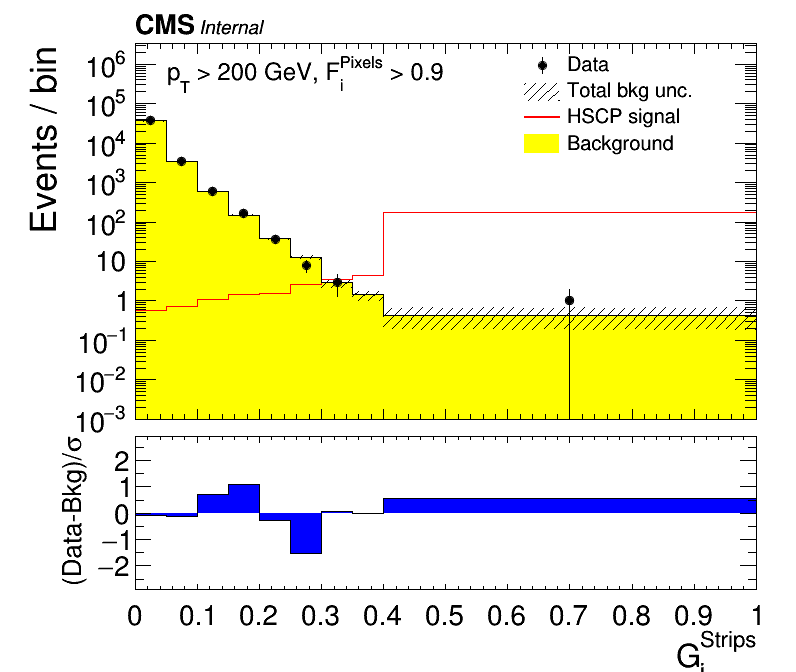 CMS Internal
p_T > 200 GeV, F_i^Pixels > 0.9
Data
Total bkg unc.
HSCP signal
Background
Events / bin
10^6
10^5
10^4
10^3
10^2
10
1
10^−1
10^−2
10^−3
(Data-Bkg)/σ
2
1
0
−1
−2
0 0.1 0.2 0.3 0.4 0.5 0.6 0.7 0.8 0.9 1
G_i^Strips